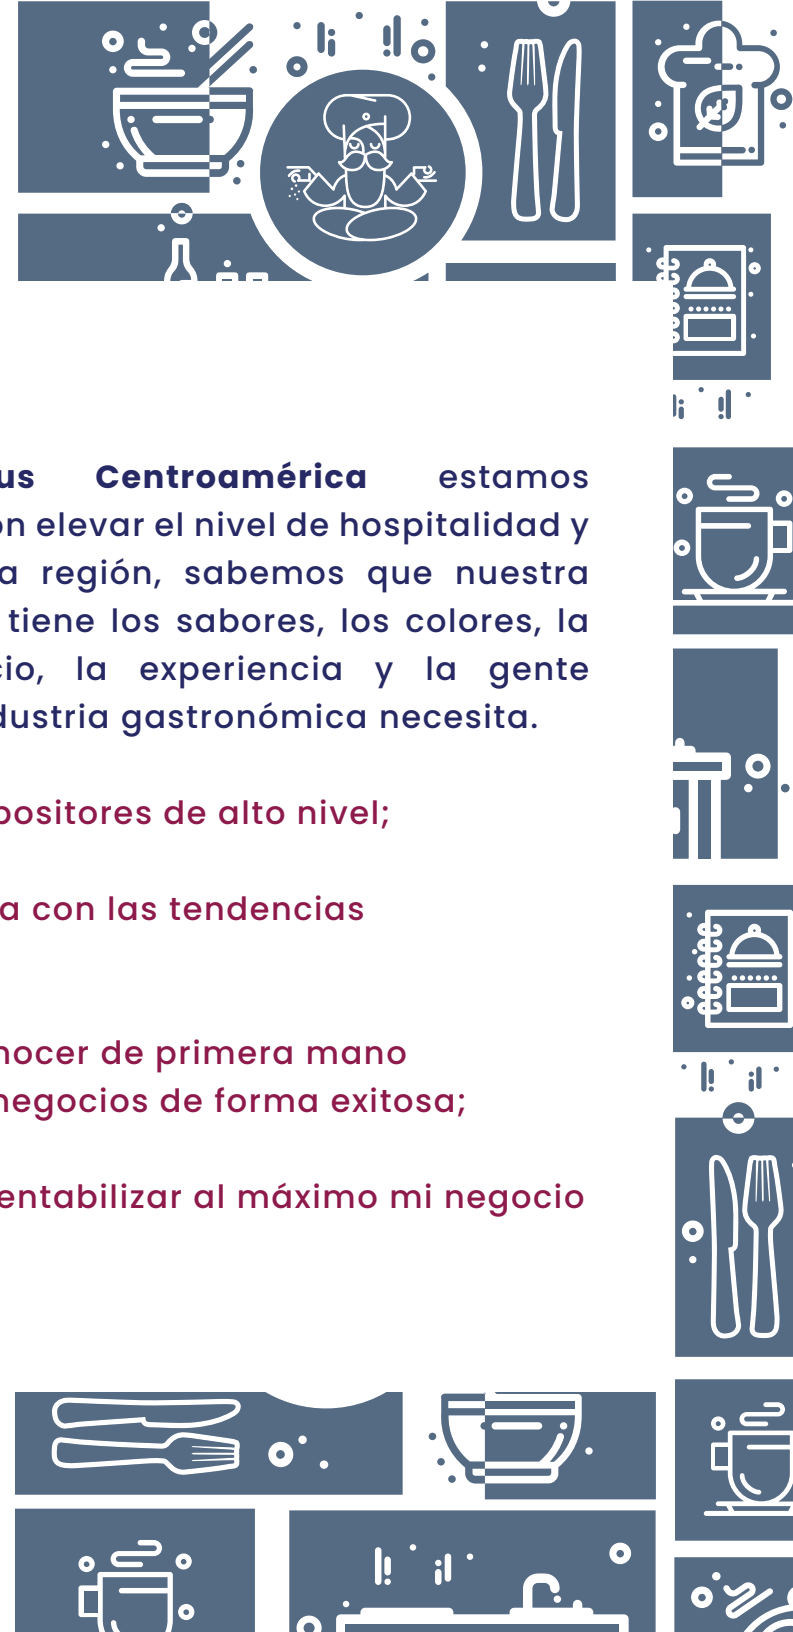 us Centroamérica estamos
ón elevar el nivel de hospitalidad y
a región, sabemos que nuestra
tiene los sabores, los colores, la
cio, la experiencia y la gente
dustria gastronómica necesita.
positores de alto nivel;
a con las tendencias
nocer de primera mano
negocios de forma exitosa;
entabilizar al máximo mi negocio